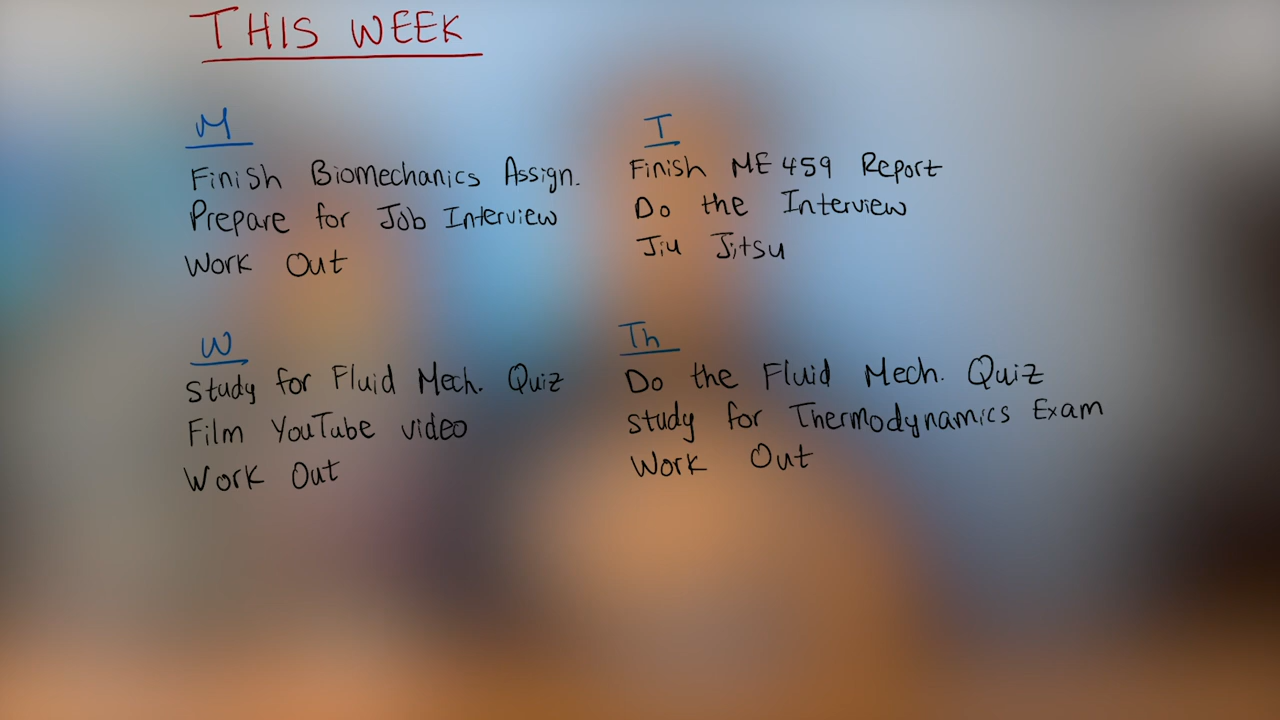 THIS WEEK
M
Finish Biomechanics Assign.
Prepare for Job Interview
Work Out
T
Finish ME 459 Report
Do the Interview
Jiu Jitsu
W
Study for Fluid Mech. Quiz
Film YouTube video
Work Out
Th
Do the Fluid Mech. Quiz
Study for Thermodynamics Exam
Work Out